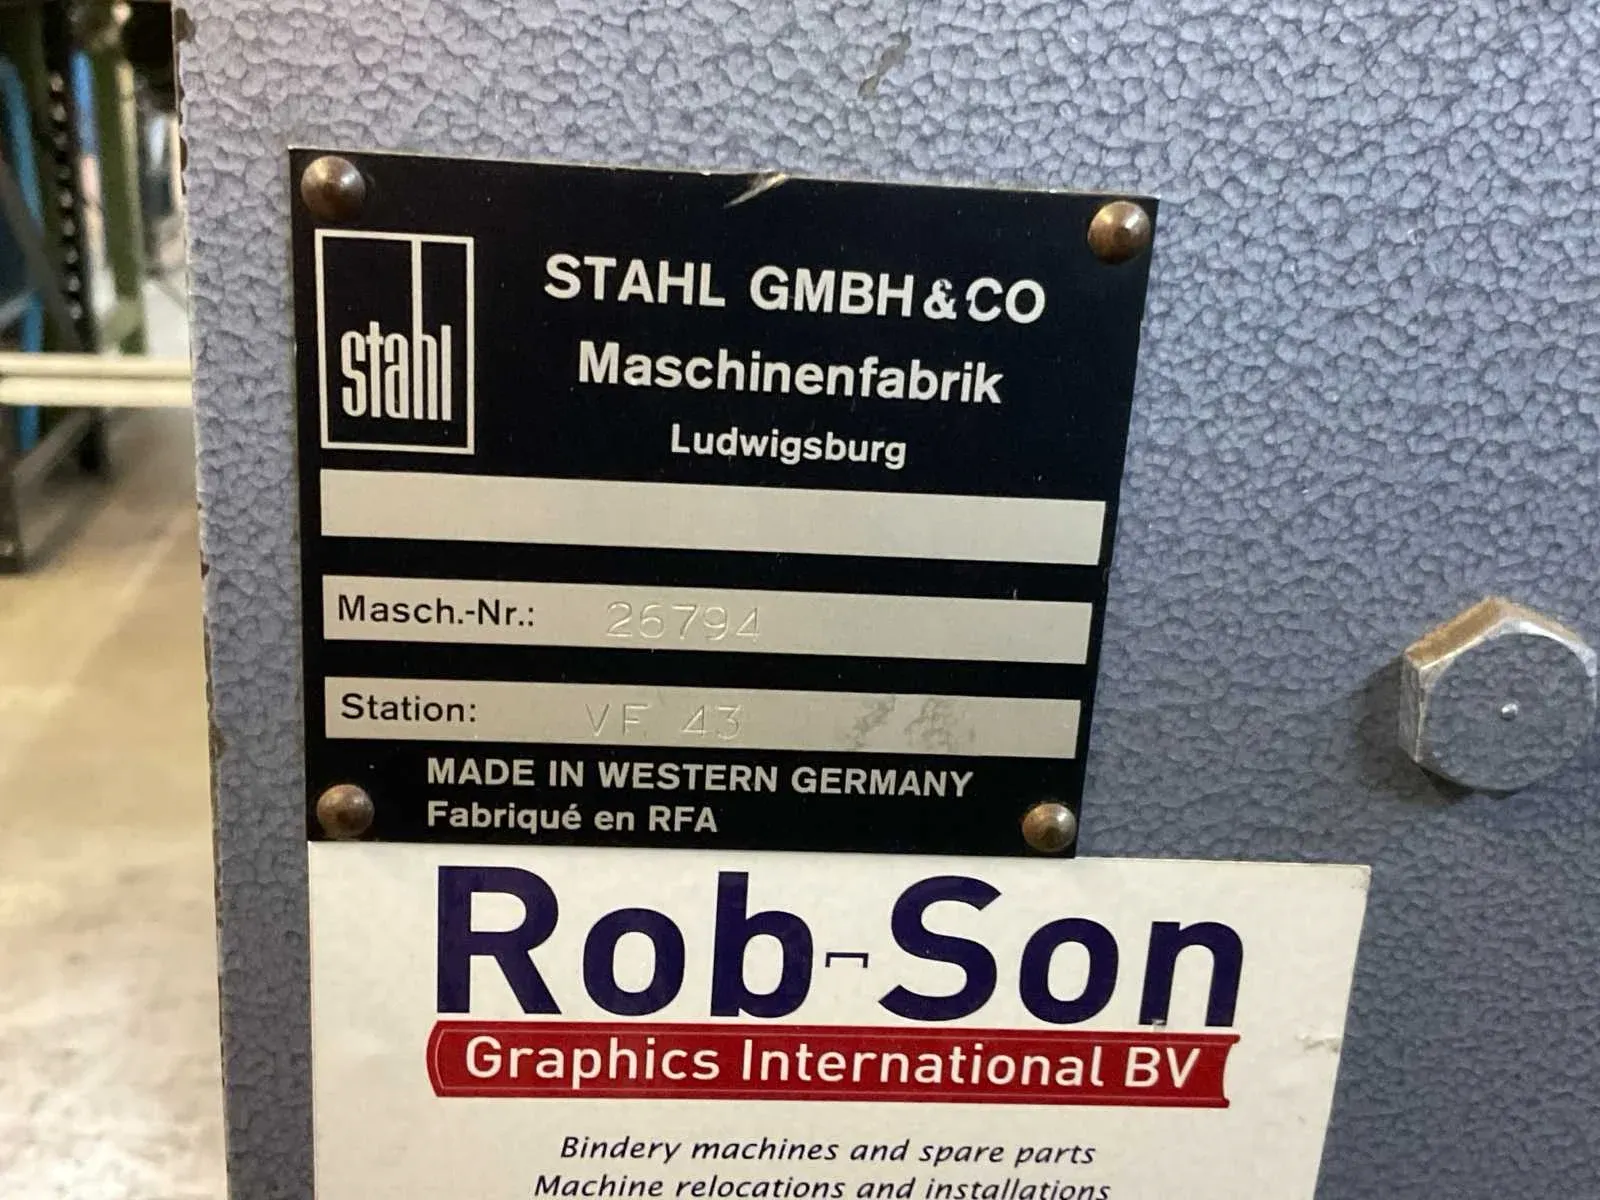 stahl
STAHL GMBH & CO
Maschinenfabrik
Ludwigsburg
Masch.-Nr.: 26794
Station: VF 43
MADE IN WESTERN GERMANY
Fabriqué en RFA
Rob-Son
Graphics International BV
Bindery machines and spare parts
Machine relocations and installations